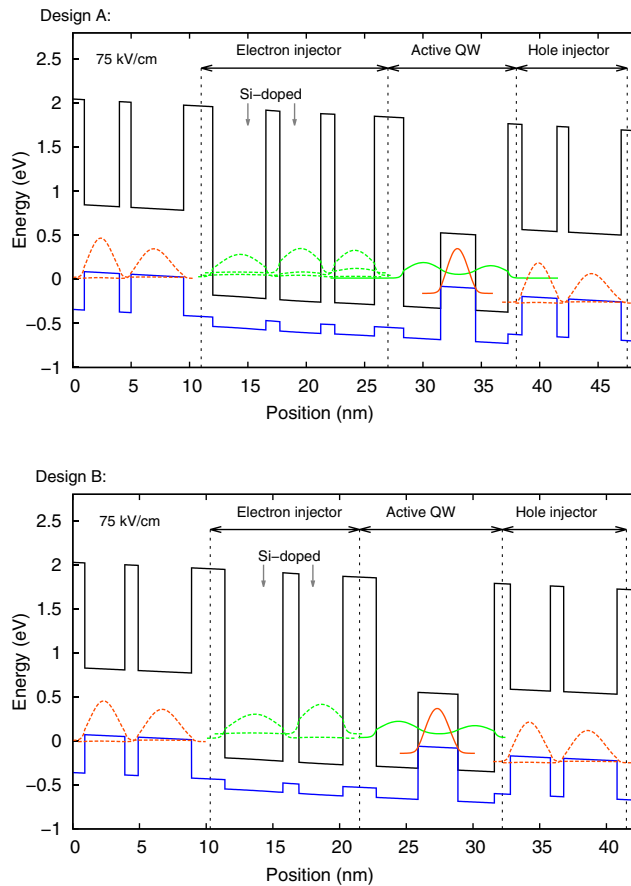 Design A:
75 kV/cm
Electron injector
Active QW
Hole injector
Si−doped
Energy (eV)
2.5
2
1.5
1
0.5
0
−0.5
−1
0
5
10
15
20
25
30
35
40
45
Position (nm)
Design B:
75 kV/cm
Electron injector
Active QW
Hole injector
Si−doped
Energy (eV)
2.5
2
1.5
1
0.5
0
−0.5
−1
0
5
10
15
20
25
30
35
40
Position (nm)